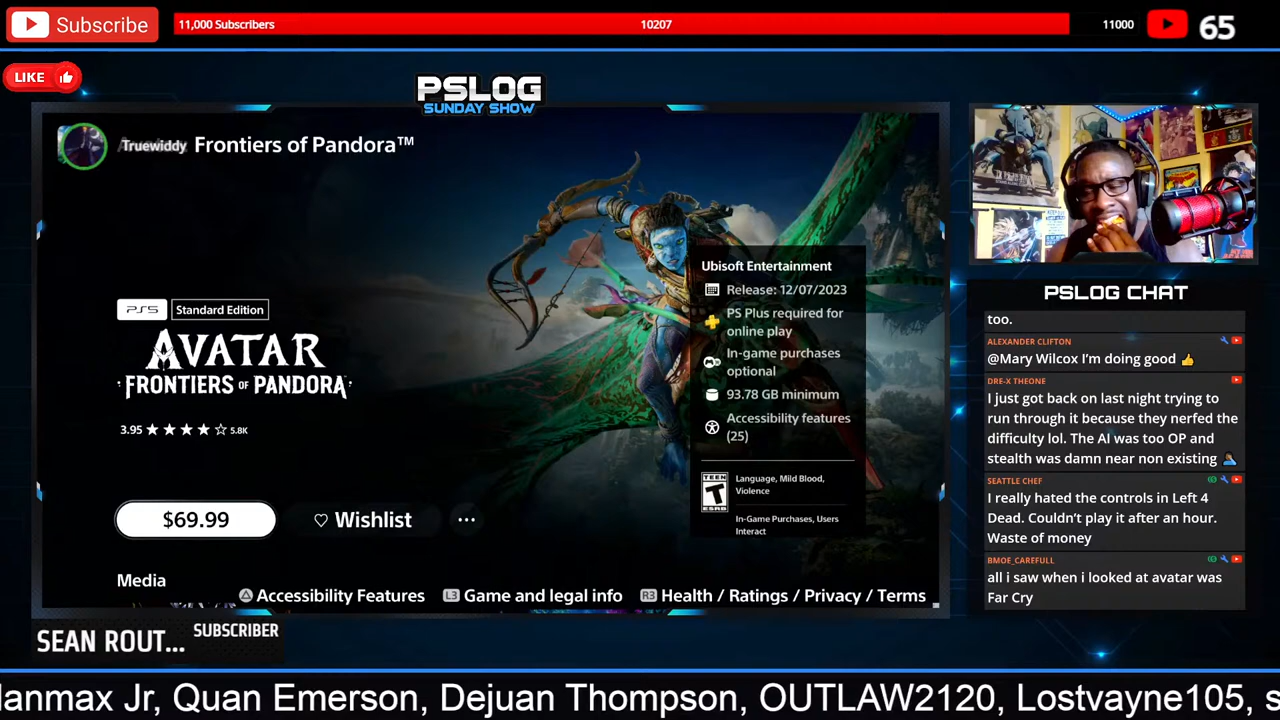 Subscribe
11,000 Subscribers
10207
11000
65
LIKE
PSLOG
SUNDAY SHOW
Truewiddy Frontiers of Pandora™
PS5 Standard Edition
AVATAR
FRONTIERS OF PANDORA
3.95 5.8K
$69.99
Wishlist
...
Media
Ubisoft Entertainment
Release: 12/07/2023
PS Plus required for
online play
In-game purchases
optional
93.78 GB minimum
Accessibility features
(25)
TEEN
T
ESRB
Language, Mild Blood,
Violence
In-Game Purchases, Users
Interact
Accessibility Features
L3 Game and legal info
R3 Health / Ratings / Privacy / Terms
PSLOG CHAT
too.
ALEXANDER CLIFTON
@Mary Wilcox I’m doing good 👍
DRE-X THEONE
I just got back on last night trying to
run through it because they nerfed the
difficulty lol. The AI was too OP and
stealth was damn near non existing 🤦🏾‍♂️
SEATTLE CHEF
I really hated the controls in Left 4
Dead. Couldn’t play it after an hour.
Waste of money
BMOE_CAREFULL
all i saw when i looked at avatar was
Far Cry
SEAN ROUT...
SUBSCRIBER
lanmax Jr, Quan Emerson, Dejuan Thompson, OUTLAW2120, Lostvayne105, s